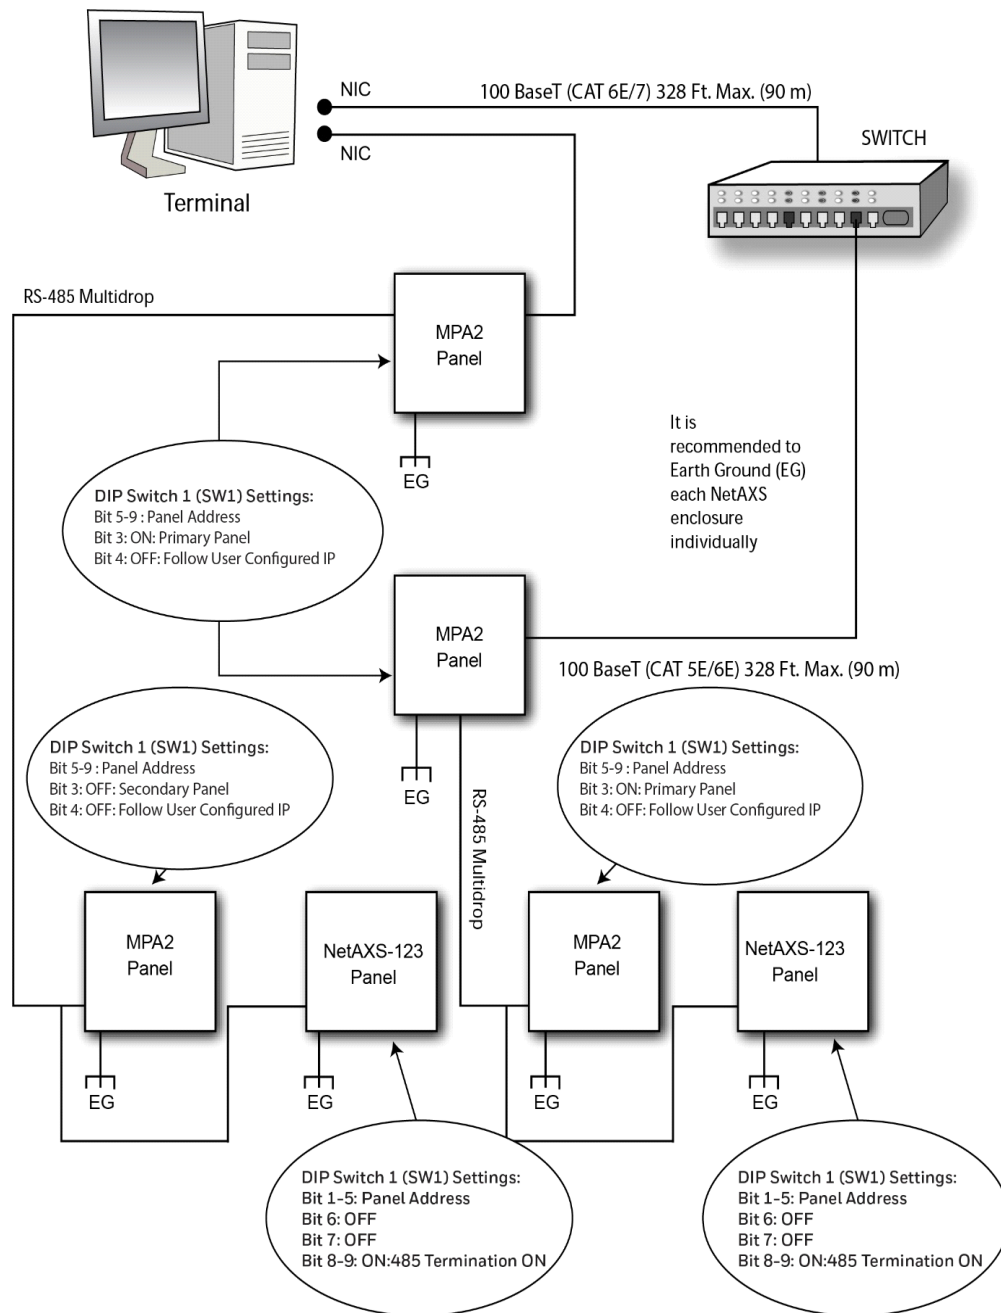 NIC
100 BaseT (CAT 6E/7) 328 Ft. Max. (90 m)
NIC
SWITCH
Terminal
RS-485 Multidrop
MPA2
Panel
EG
It is
recommended to
Earth Ground (EG)
each NetAXS
enclosure
individually
DIP Switch 1 (SW1) Settings:
Bit 5-9 : Panel Address
Bit 3: ON: Primary Panel
Bit 4: OFF: Follow User Configured IP
MPA2
Panel
100 BaseT (CAT 5E/6E) 328 Ft. Max. (90 m)
EG
RS-485 Multidrop
DIP Switch 1 (SW1) Settings:
Bit 5-9 : Panel Address
Bit 3: OFF: Secondary Panel
Bit 4: OFF: Follow User Configured IP
DIP Switch 1 (SW1) Settings:
Bit 5-9 : Panel Address
Bit 3: ON: Primary Panel
Bit 4: OFF: Follow User Configured IP
MPA2
Panel
NetAXS-123
Panel
MPA2
Panel
NetAXS-123
Panel
EG
EG
EG
EG
DIP Switch 1 (SW1) Settings:
Bit 1-5: Panel Address
Bit 6: OFF
Bit 7: OFF
Bit 8-9: ON:485 Termination ON
DIP Switch 1 (SW1) Settings:
Bit 1-5: Panel Address
Bit 6: OFF
Bit 7: OFF
Bit 8-9: ON:485 Termination ON